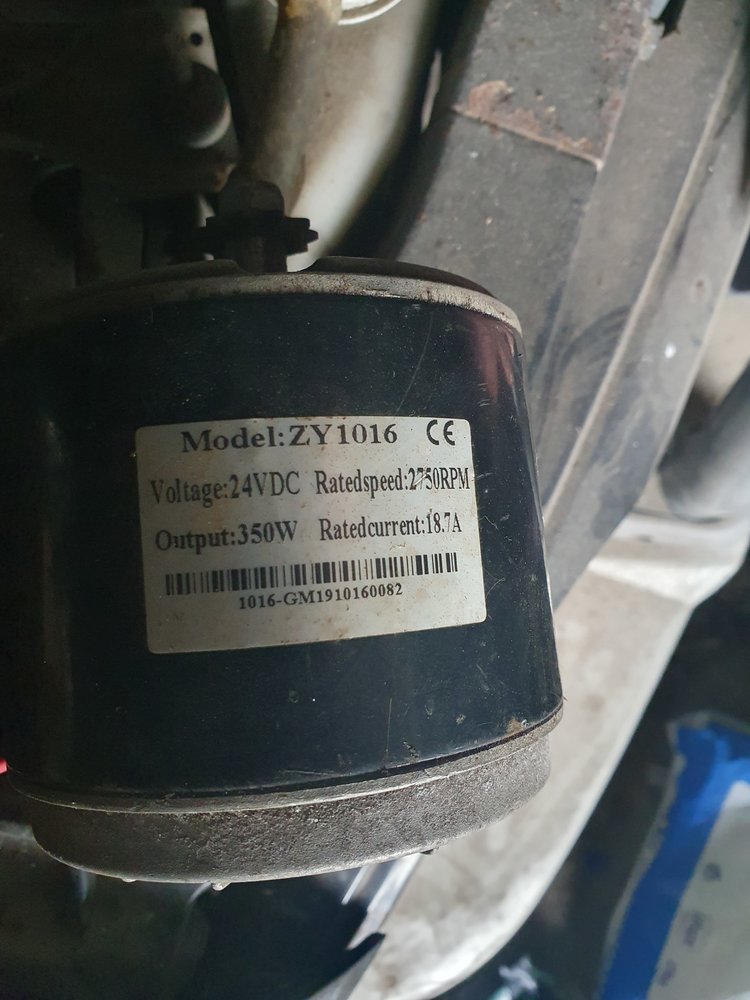 Model:ZY1016 CE
Voltage:24VDC Ratedspeed:2750RPM
Output:350W Ratedcurrent:18.7A
1016-GM1910160082